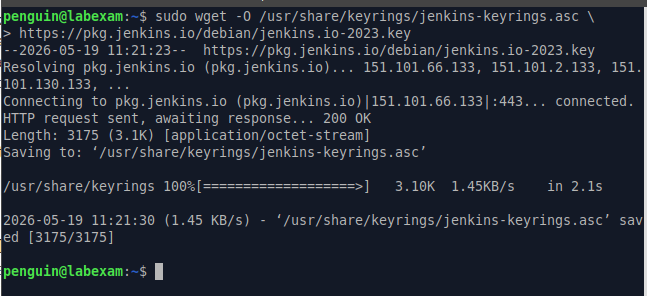 penguin@labexam:~$ sudo wget -O /usr/share/keyrings/jenkins-keyrings.asc \
> https://pkg.jenkins.io/debian/jenkins.io-2023.key
--2026-05-19 11:21:23--  https://pkg.jenkins.io/debian/jenkins.io-2023.key
Resolving pkg.jenkins.io (pkg.jenkins.io)... 151.101.66.133, 151.101.2.133, 151.
101.130.133, ...
Connecting to pkg.jenkins.io (pkg.jenkins.io)|151.101.66.133|:443... connected.
HTTP request sent, awaiting response... 200 OK
Length: 3175 (3.1K) [application/octet-stream]
Saving to: ‘/usr/share/keyrings/jenkins-keyrings.asc’
/usr/share/keyrings 100%[===================>]   3.10K  1.45KB/s    in 2.1s
2026-05-19 11:21:30 (1.45 KB/s) - ‘/usr/share/keyrings/jenkins-keyrings.asc’ sav
ed [3175/3175]
penguin@labexam:~$